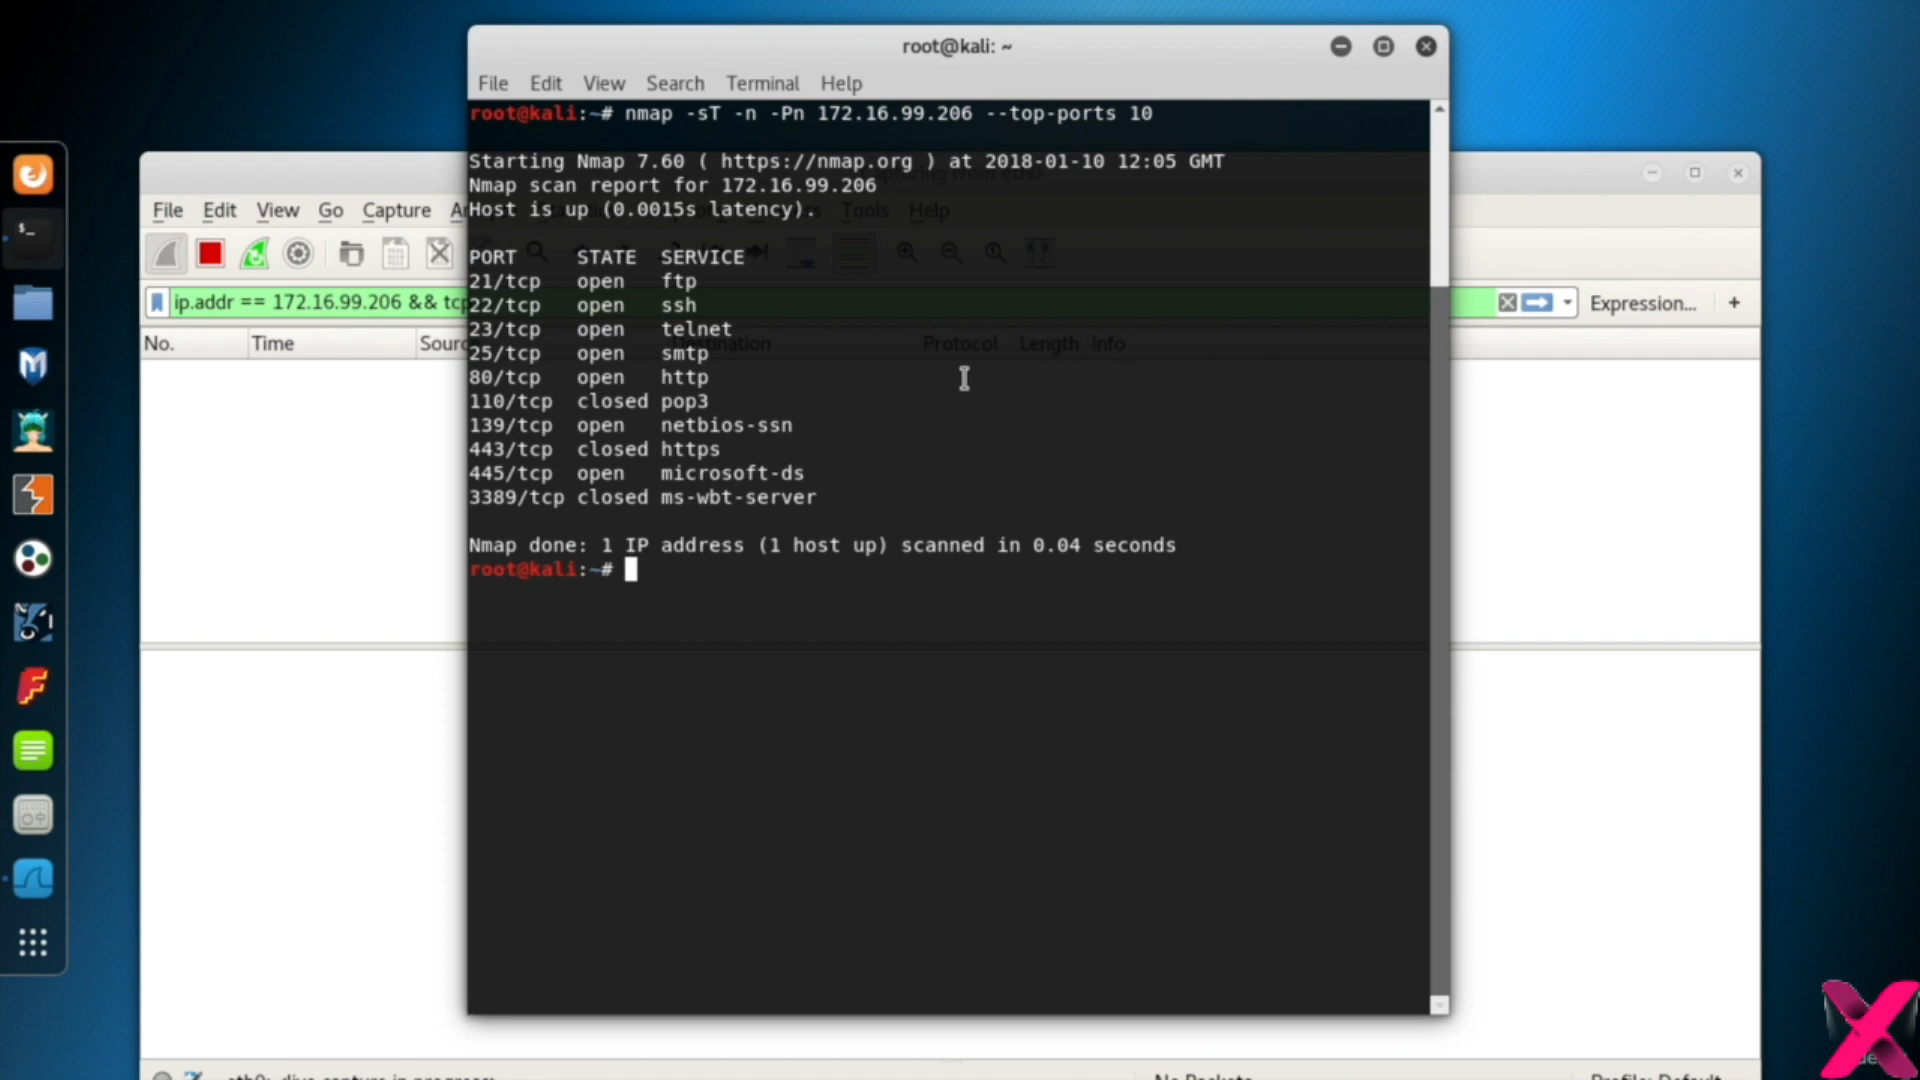 root@kali: ~
File Edit View Search Terminal Help
root@kali:~# nmap -sT -n -Pn 172.16.99.206 --top-ports 10
Starting Nmap 7.60 ( https://nmap.org ) at 2018-01-10 12:05 GMT
Nmap scan report for 172.16.99.206
Host is up (0.0015s latency).
PORT STATE SERVICE
21/tcp open ftp
22/tcp open ssh
23/tcp open telnet
25/tcp open smtp
80/tcp open http
110/tcp closed pop3
139/tcp open netbios-ssn
443/tcp closed https
445/tcp open microsoft-ds
3389/tcp closed ms-wbt-server
Nmap done: 1 IP address (1 host up) scanned in 0.04 seconds
root@kali:~#
File Edit View Go Capture Tools Help
ip.addr == 172.16.99.206 && tcp
Expression... +
No. Time Source Destination Protocol Length Info
No Packets